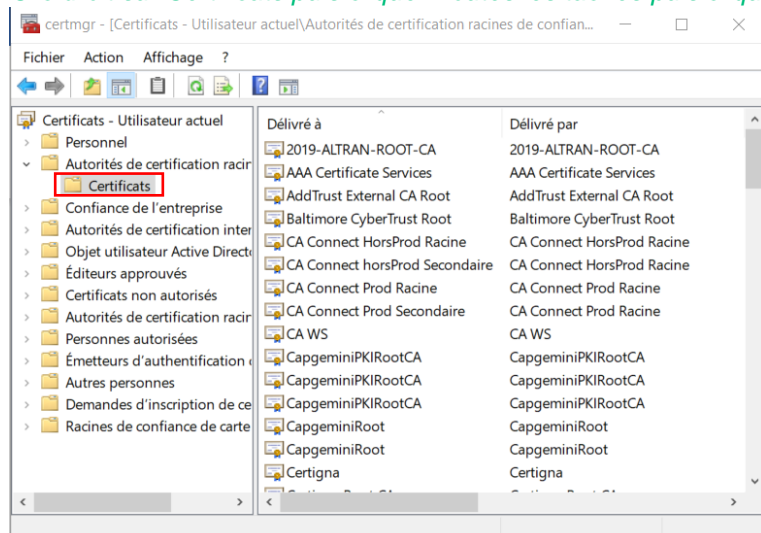 certmgr - [Certificats - Utilisateur actuel\Autorités de certification racines de confian...
Fichier Action Affichage ?
Certificats - Utilisateur actuel
Personnel
Autorités de certification racir
Certificats
Confiance de l'entreprise
Autorités de certification inter
Objet utilisateur Active Direct
Éditeurs approuvés
Certificats non autorisés
Autorités de certification racir
Personnes autorisées
Émetteurs d'authentification
Autres personnes
Demandes d'inscription de ce
Racines de confiance de carte
Délivré à Délivré par
2019-ALTRAN-ROOT-CA 2019-ALTRAN-ROOT-CA
AAA Certificate Services AAA Certificate Services
AddTrust External CA Root AddTrust External CA Root
Baltimore CyberTrust Root Baltimore CyberTrust Root
CA Connect HorsProd Racine CA Connect HorsProd Racine
CA Connect horsProd Secondaire CA Connect HorsProd Racine
CA Connect Prod Racine CA Connect Prod Racine
CA Connect Prod Secondaire CA Connect Prod Racine
CA WS CA WS
CapgeminiPKIRootCA CapgeminiPKIRootCA
CapgeminiPKIRootCA CapgeminiPKIRootCA
CapgeminiPKIRootCA CapgeminiPKIRootCA
CapgeminiRoot CapgeminiRoot
CapgeminiRoot CapgeminiRoot
Certigna Certigna